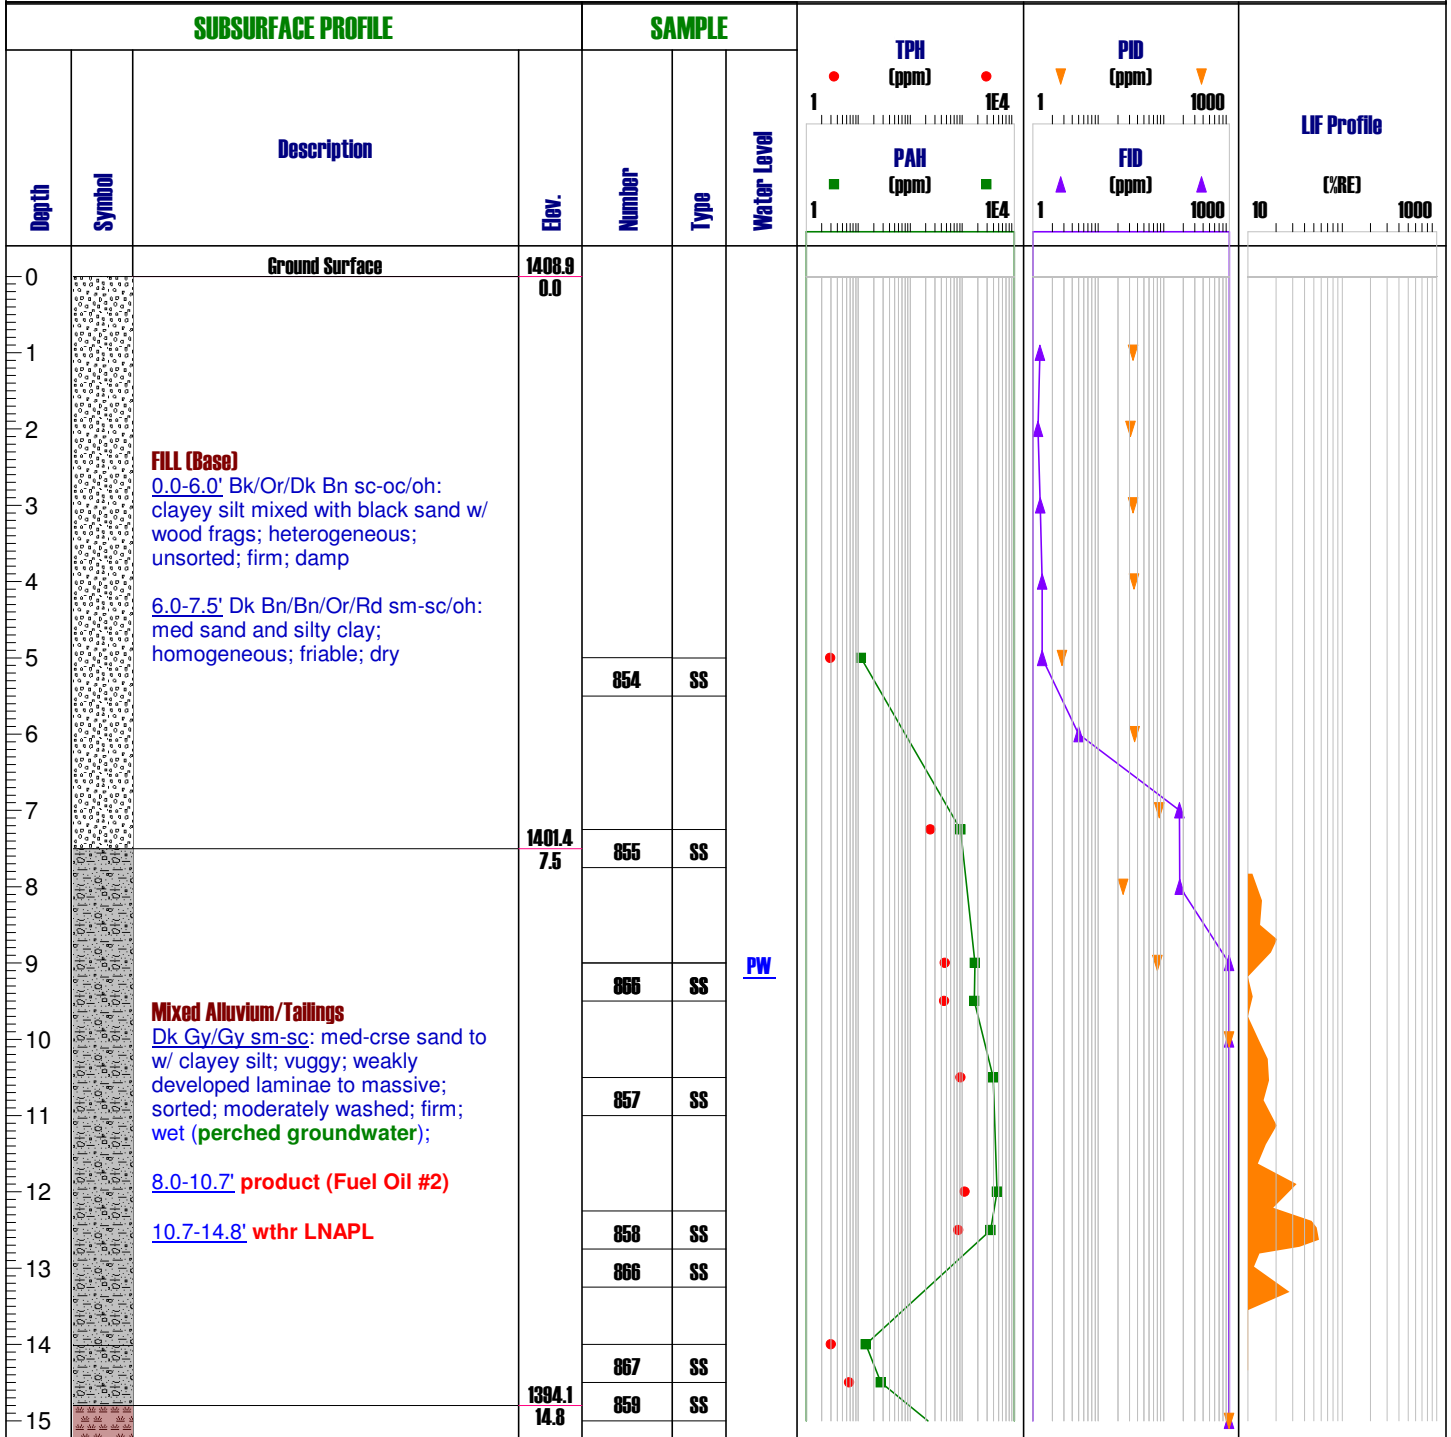 SUBSURFACE PROFILE
SAMPLE
Depth
Symbol
Description
Elev.
Number
Type
Water Level
TPH
(ppm)
1 1E4
PAH
(ppm)
1 1E4
PID
(ppm)
1 1000
FID
(ppm)
1 1000
LIF Profile
(%RE)
10 1000
Ground Surface
1408.9
0.0
0
1
2
3
4
5
6
7
8
9
10
11
12
13
14
15
FILL (Base)
0.0-6.0' Bk/Or/Dk Bn sc-oc/oh:
clayey silt mixed with black sand w/
wood frags; heterogeneous;
unsorted; firm; damp
6.0-7.5' Dk Bn/Bn/Or/Rd sm-sc/oh:
med sand and silty clay;
homogeneous; friable; dry
1401.4
7.5
Mixed Alluvium/Tailings
Dk Gy/Gy sm-sc: med-crse sand to
w/ clayey silt; vuggy; weakly
developed laminae to massive;
sorted; moderately washed; firm;
wet (perched groundwater);
8.0-10.7' product (Fuel Oil #2)
10.7-14.8' wthr LNAPL
1394.1
14.8
854 SS
855 SS
866 SS
857 SS
858 SS
866 SS
867 SS
859 SS
PW